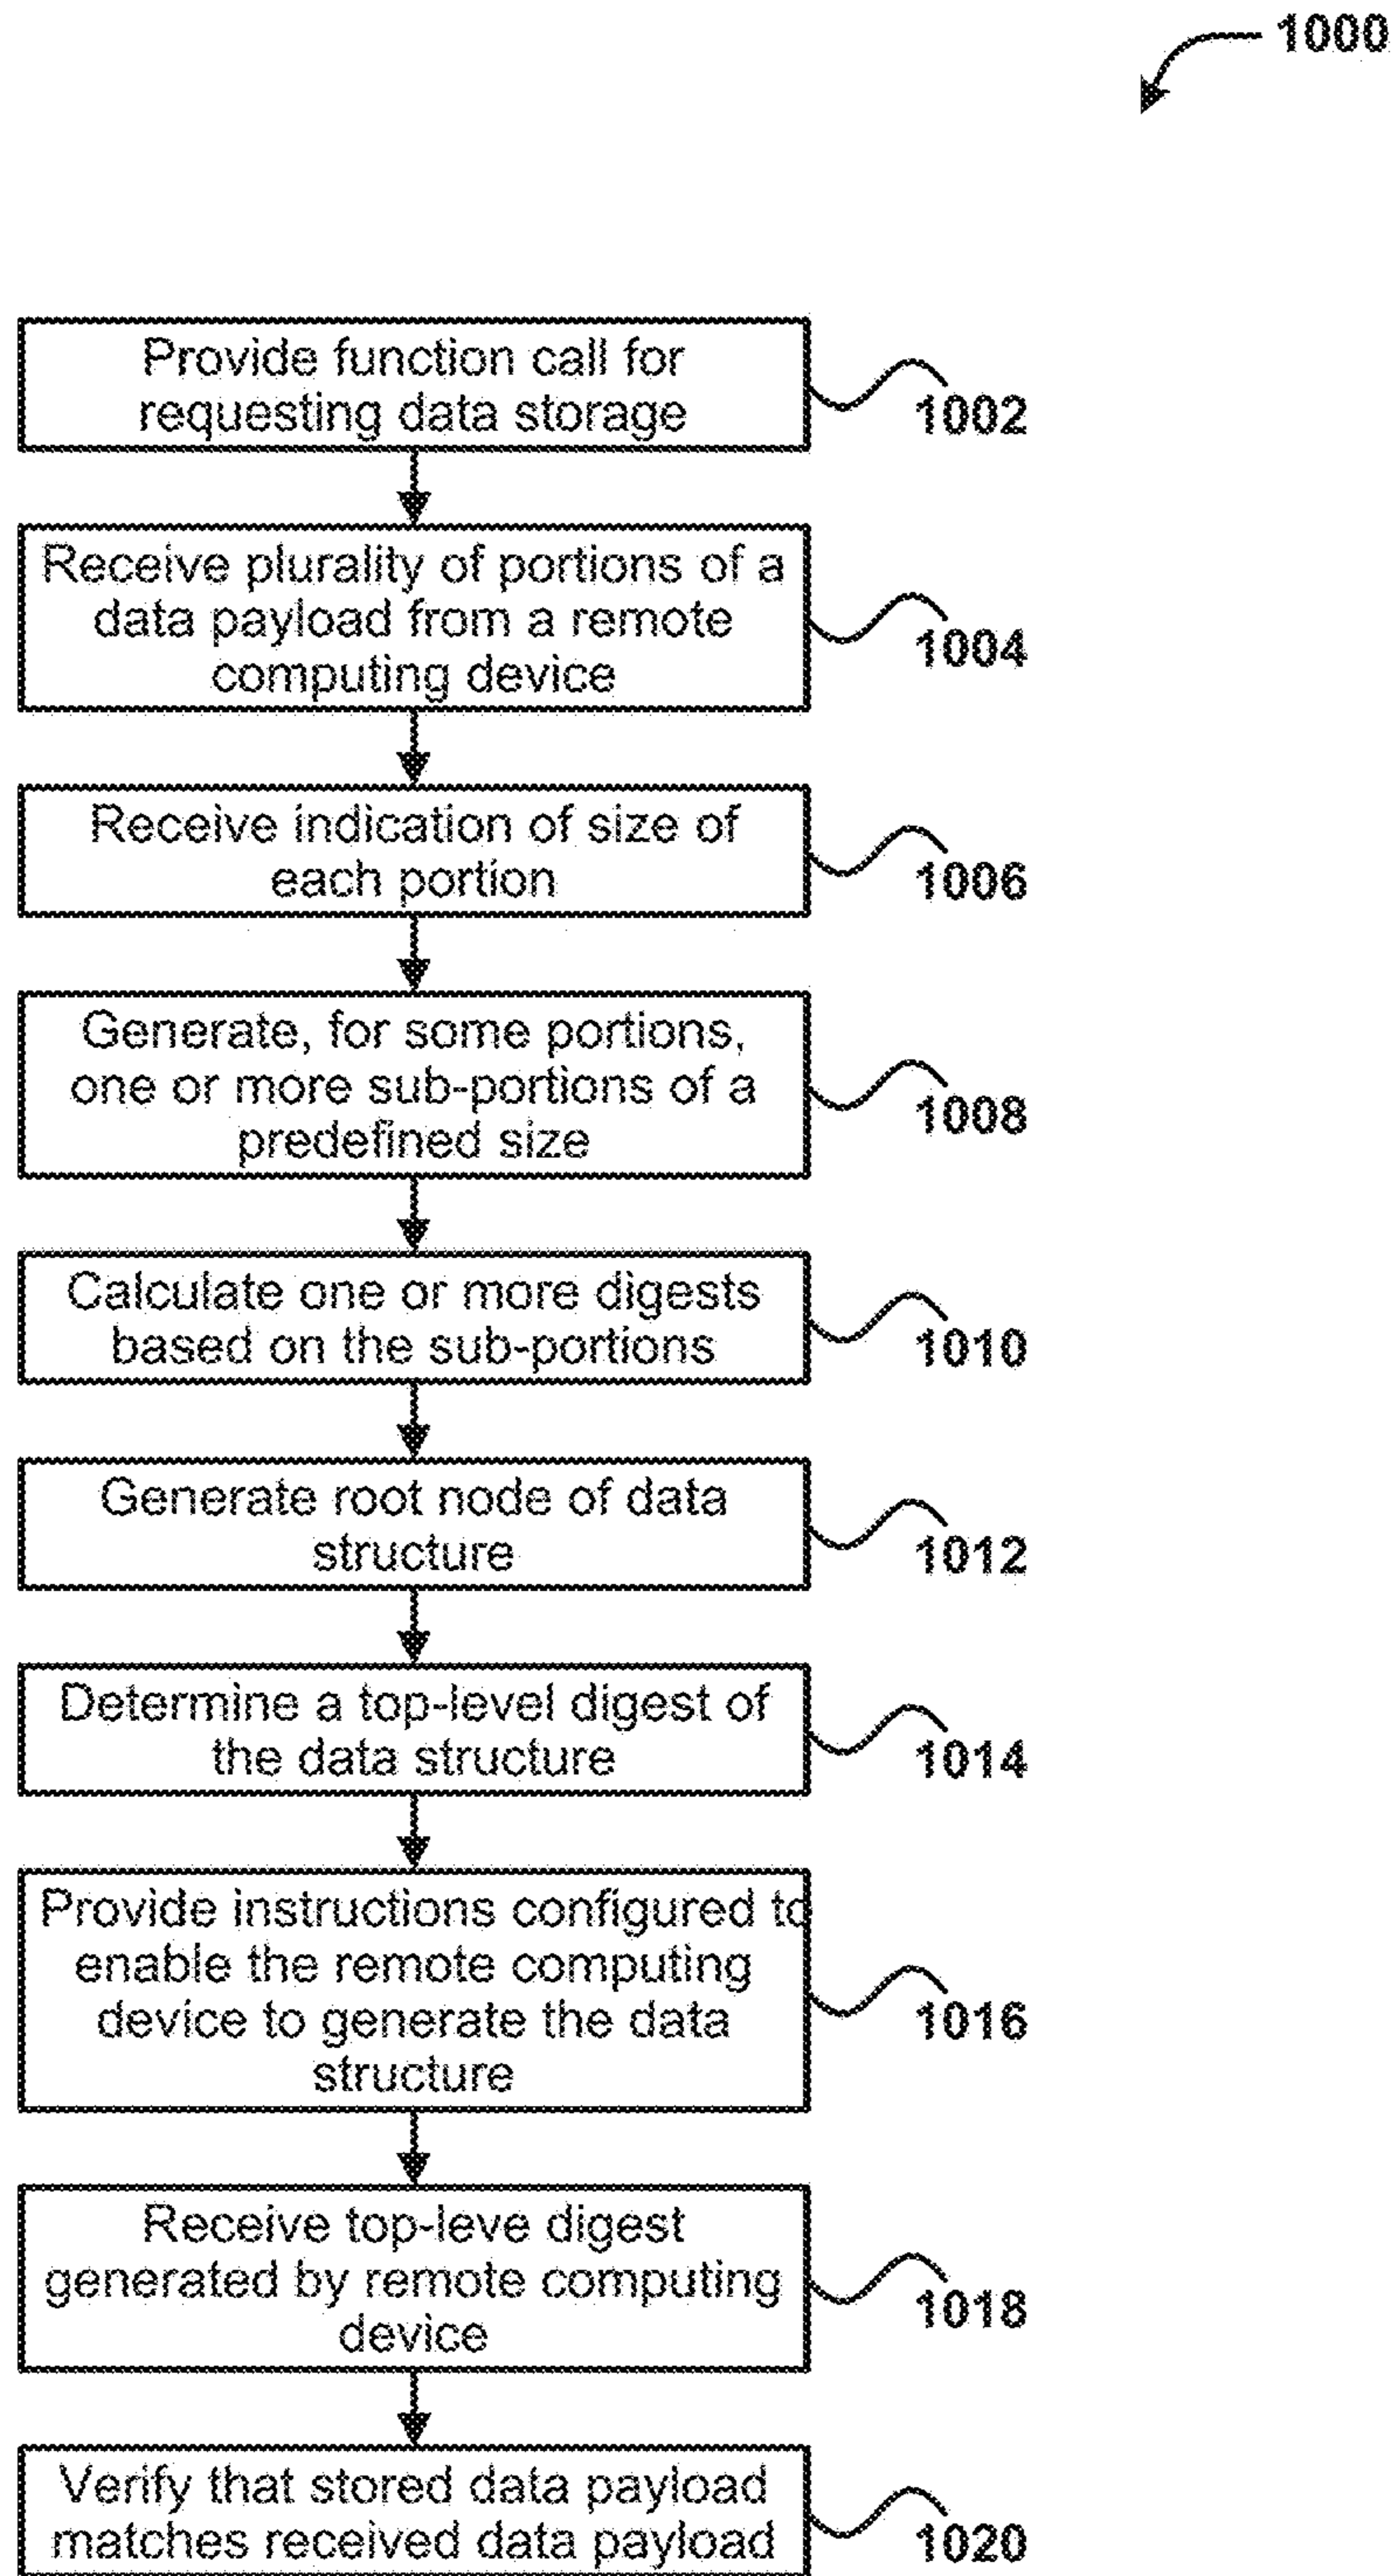 1000
Provide function call for
requesting data storage
1002
Receive plurality of portions of a
data payload from a remote
computing device
1004
Receive indication of size of
each portion
1006
Generate, for some portions,
one or more sub-portions of a
predefined size
1008
Calculate one or more digests
based on the sub-portions
1010
Generate root node of data
structure
1012
Determine a top-level digest of
the data structure
1014
Provide instructions configured to
enable the remote computing
device to generate the data
structure
1016
Receive top-leve digest
generated by remote computing
device
1018
Verify that stored data payload
matches received data payload
1020